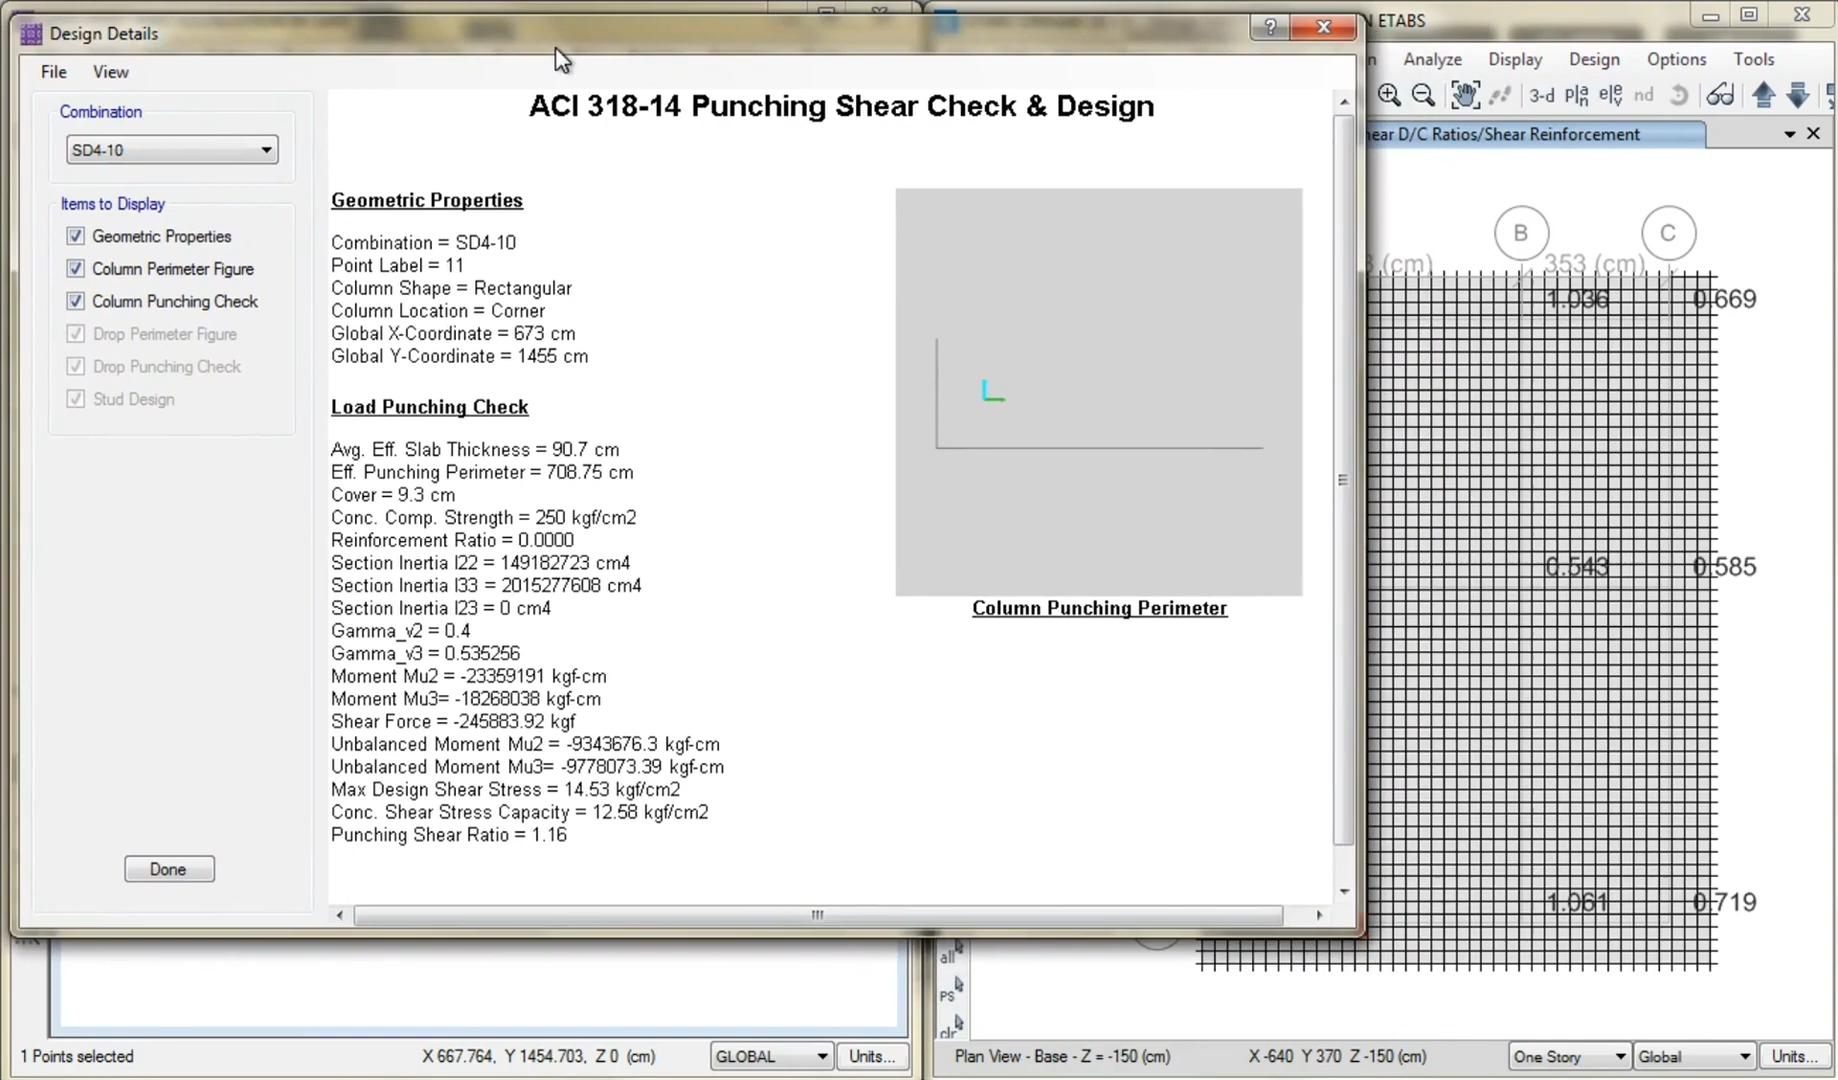 Design Details
?
File View
Combination
SD4-10
Items to Display
Geometric Properties
Column Perimeter Figure
Column Punching Check
Drop Perimeter Figure
Drop Punching Check
Stud Design
Done
ACI 318-14 Punching Shear Check & Design
Geometric Properties
Combination = SD4-10
Point Label = 11
Column Shape = Rectangular
Column Location = Corner
Global X-Coordinate = 673 cm
Global Y-Coordinate = 1455 cm
Load Punching Check
Avg. Eff. Slab Thickness = 90.7 cm
Eff. Punching Perimeter = 708.75 cm
Cover = 9.3 cm
Conc. Comp. Strength = 250 kgf/cm2
Reinforcement Ratio = 0.0000
Section Inertia I22 = 149182723 cm4
Section Inertia I33 = 2015277608 cm4
Section Inertia I23 = 0 cm4
Gamma_v2 = 0.4
Gamma_v3 = 0.535256
Moment Mu2 = -23359191 kgf-cm
Moment Mu3= -18268038 kgf-cm
Shear Force = -245883.92 kgf
Unbalanced Moment Mu2 = -9343676.3 kgf-cm
Unbalanced Moment Mu3= -9778073.39 kgf-cm
Max Design Shear Stress = 14.53 kgf/cm2
Conc. Shear Stress Capacity = 12.58 kgf/cm2
Punching Shear Ratio = 1.16
Column Punching Perimeter
ETABS
Analyze Display Design Options Tools
3-d pla̲n ele̲v nd
D/C Ratios/Shear Reinforcement
B C
(cm) 353 (cm)
1.036 0.669
0.543 0.585
1.061 0.719
all
PS
clr
1 Points selected X 667.764, Y 1454.703, Z 0 (cm) GLOBAL Units...
Plan View - Base - Z = -150 (cm) X -640 Y 370 Z -150 (cm) One Story Global Units...